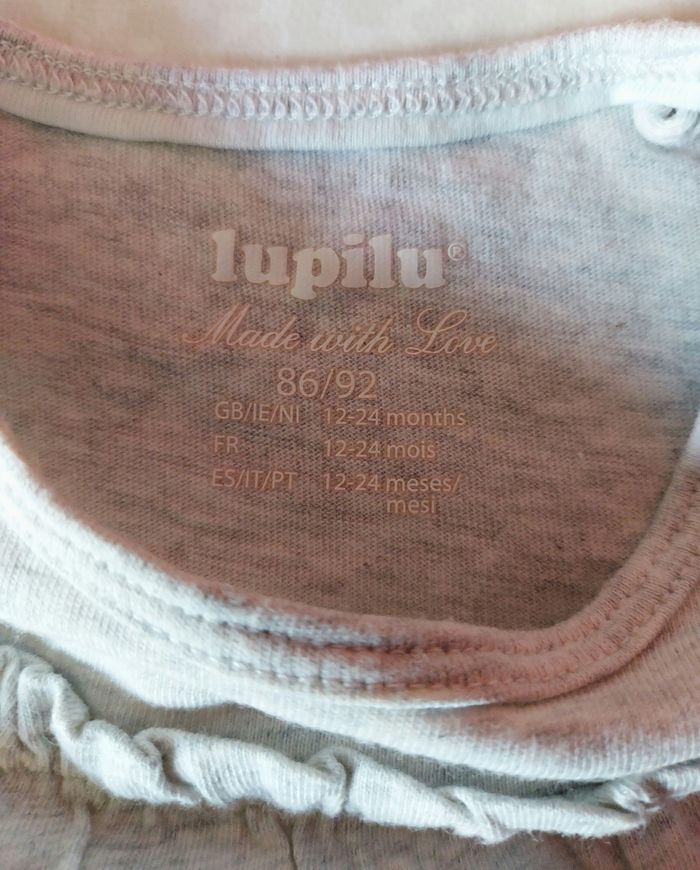 lupilu®
Made with Love
86/92
GB/IE/NI 12-24 months
FR 12-24 mois
ES/IT/PT 12-24 meses/
mesi